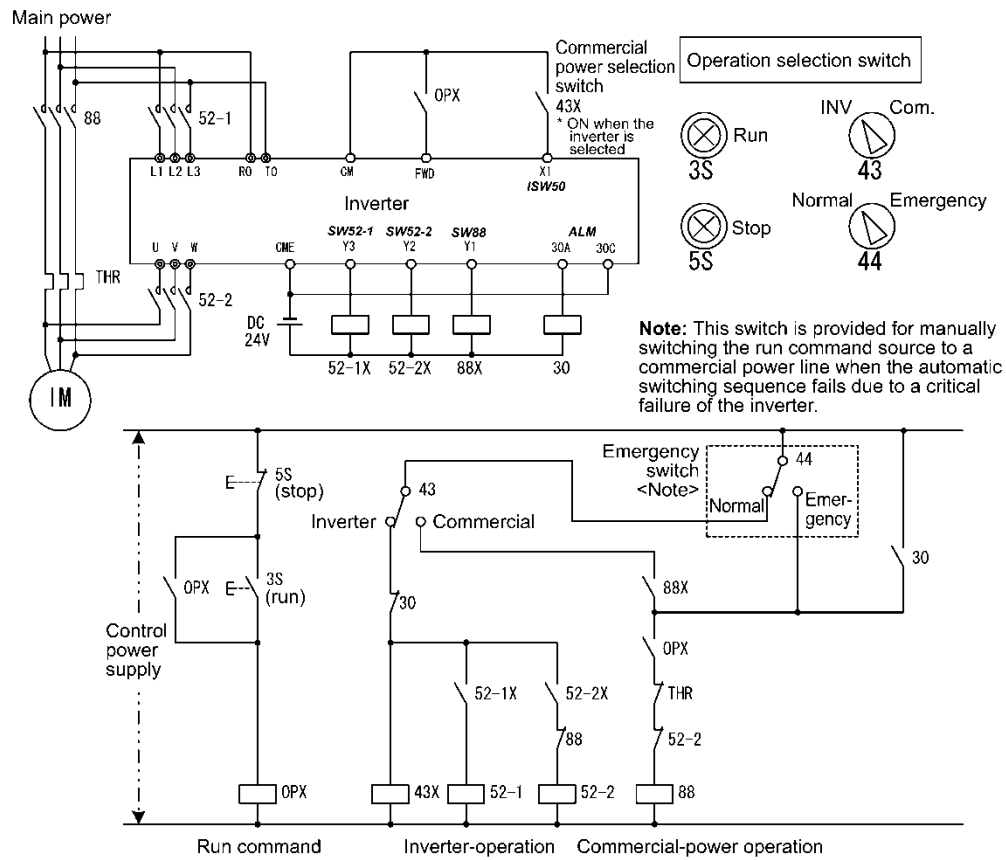 Main power
88
52-1
OPX
Commercial
power selection
switch
43X
* ON when the
inverter is
selected
Operation selection switch
Run
3S
INV
Com.
43
Stop
5S
Normal
Emergency
44
L1 L2 L3
R0
T0
CM
FWD
X1
ISW50
Inverter
SW52-1
SW52-2
SW88
ALM
U V W
CME
Y3
Y2
Y1
30A
30C
THR
52-2
DC
24V
52-1X
52-2X
88X
30
IM
Note: This switch is provided for manually
switching the run command source to a
commercial power line when the automatic
switching sequence fails due to a critical
failure of the inverter.
5S
(stop)
43
Inverter
Commercial
Emergency
switch
<Note>
44
Normal
Emer-
gency
OPX
3S
(run)
30
88X
30
Control
power
supply
OPX
52-1X
52-2X
THR
88
52-2
OPX
43X
52-1
52-2
88
Run command
Inverter-operation
Commercial-power operation
E
E